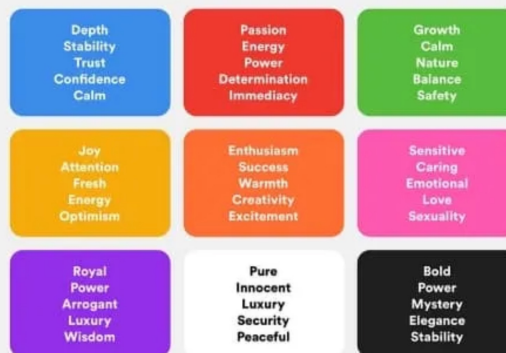 Depth
Stability
Trust
Confidence
Calm
Passion
Energy
Power
Determination
Immediacy
Growth
Calm
Nature
Balance
Safety
Joy
Attention
Fresh
Energy
Optimism
Enthusiasm
Success
Warmth
Creativity
Excitement
Sensitive
Caring
Emotional
Love
Sexuality
Royal
Power
Arrogant
Luxury
Wisdom
Pure
Innocent
Luxury
Security
Peaceful
Bold
Power
Mystery
Elegance
Stability